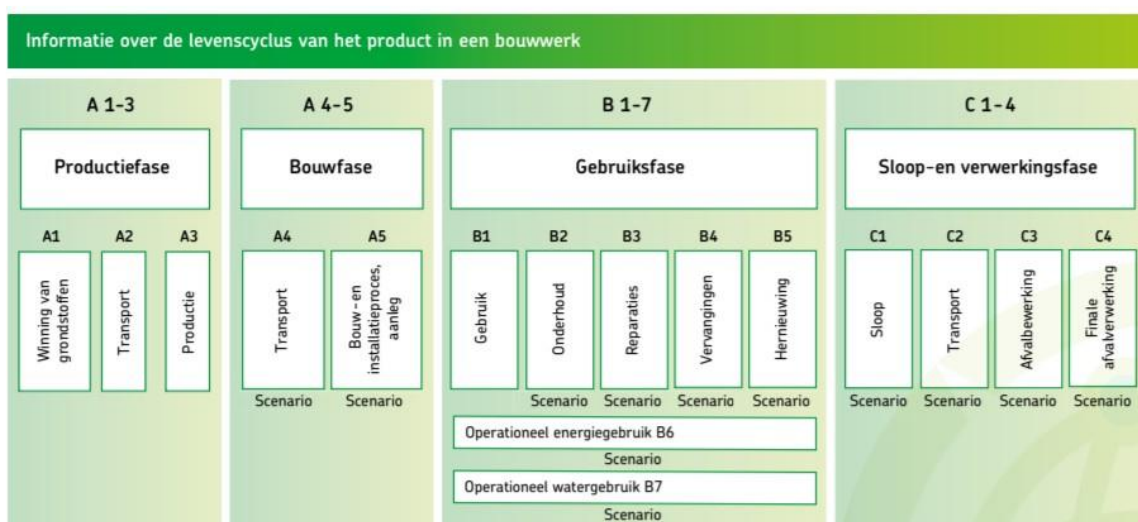 Informatie over de levenscyclus van het product in een bouwwerk
A 1-3
Productiefase
A1
A2
A3
Winning van
grondstoffen
Transport
Productie
A 4-5
Bouwfase
A4
A5
Transport
Bouw- en
installatieproces,
aanleg
Scenario
Scenario
B 1-7
Gebruiksfase
B1
B2
B3
B4
B5
Gebruik
Onderhoud
Reparaties
Vervangingen
Hernieuwing
Scenario
Scenario
Scenario
Scenario
Operationeel energiegebruik B6
Scenario
Operationeel watergebruik B7
Scenario
C 1-4
Sloop-en verwerkingsfase
C1
C2
C3
C4
Sloop
Transport
Afvalbewerking
Finale
afvalverwerking
Scenario
Scenario
Scenario
Scenario